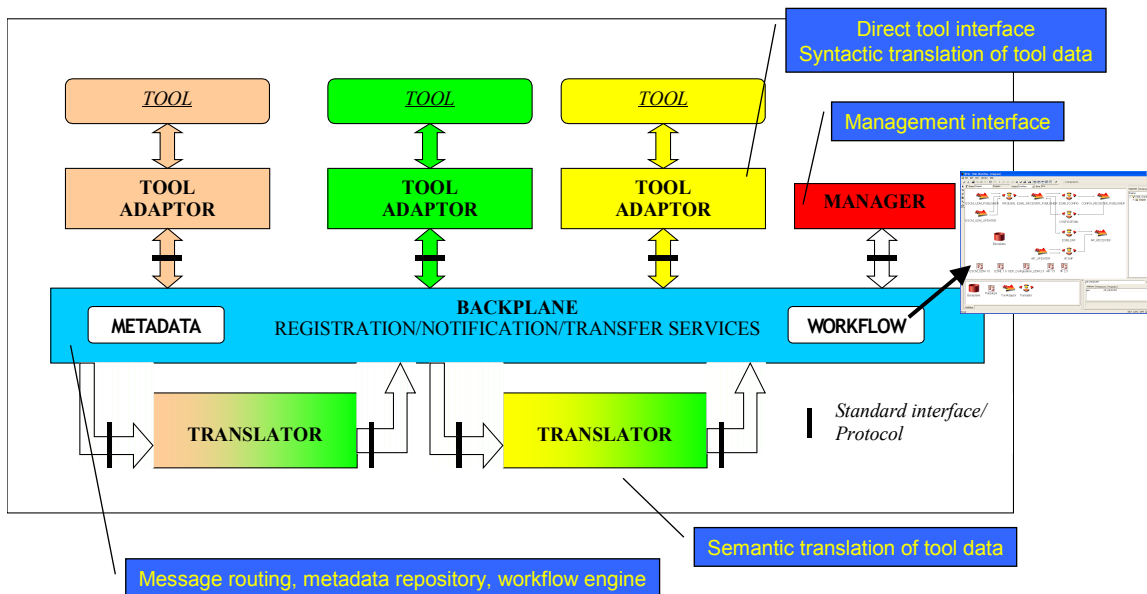 Direct tool interface
Syntactic translation of tool data
TOOL
TOOL
TOOL
Management interface
TOOL
ADAPTOR
TOOL
ADAPTOR
TOOL
ADAPTOR
MANAGER
BACKPLANE
REGISTRATION/NOTIFICATION/TRANSFER SERVICES
METADATA
WORKFLOW
TRANSLATOR
TRANSLATOR
Standard interface/
Protocol
Semantic translation of tool data
Message routing, metadata repository, workflow engine